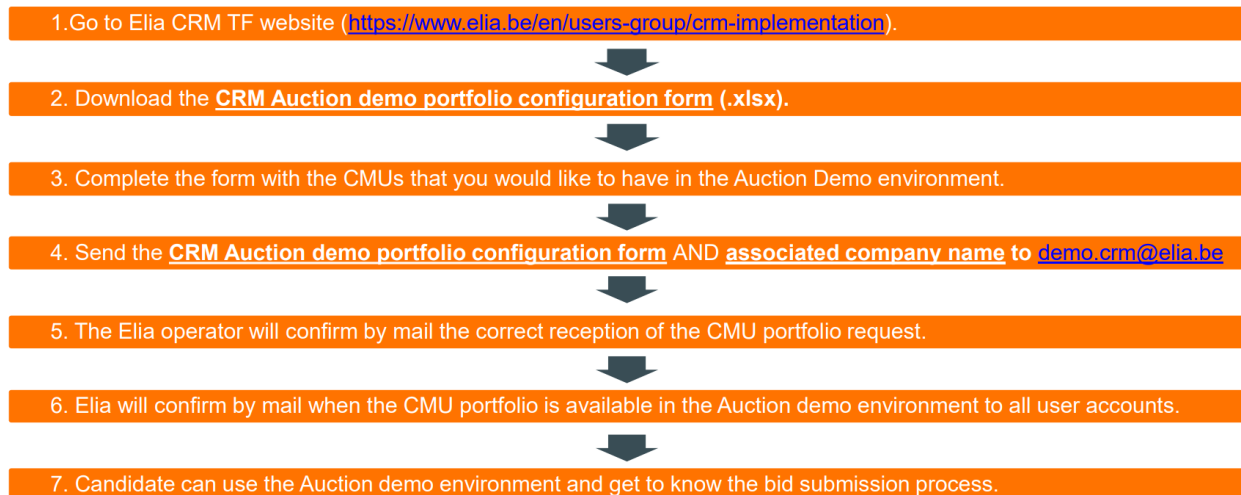 1.Go to Elia CRM TF website (https://www.elia.be/en/users-group/crm-implementation).
2. Download the CRM Auction demo portfolio configuration form (.xlsx).
3. Complete the form with the CMUs that you would like to have in the Auction Demo environment.
4. Send the CRM Auction demo portfolio configuration form AND associated company name to demo.crm@elia.be
5. The Elia operator will confirm by mail the correct reception of the CMU portfolio request.
6. Elia will confirm by mail when the CMU portfolio is available in the Auction demo environment to all user accounts.
7. Candidate can use the Auction demo environment and get to know the bid submission process.